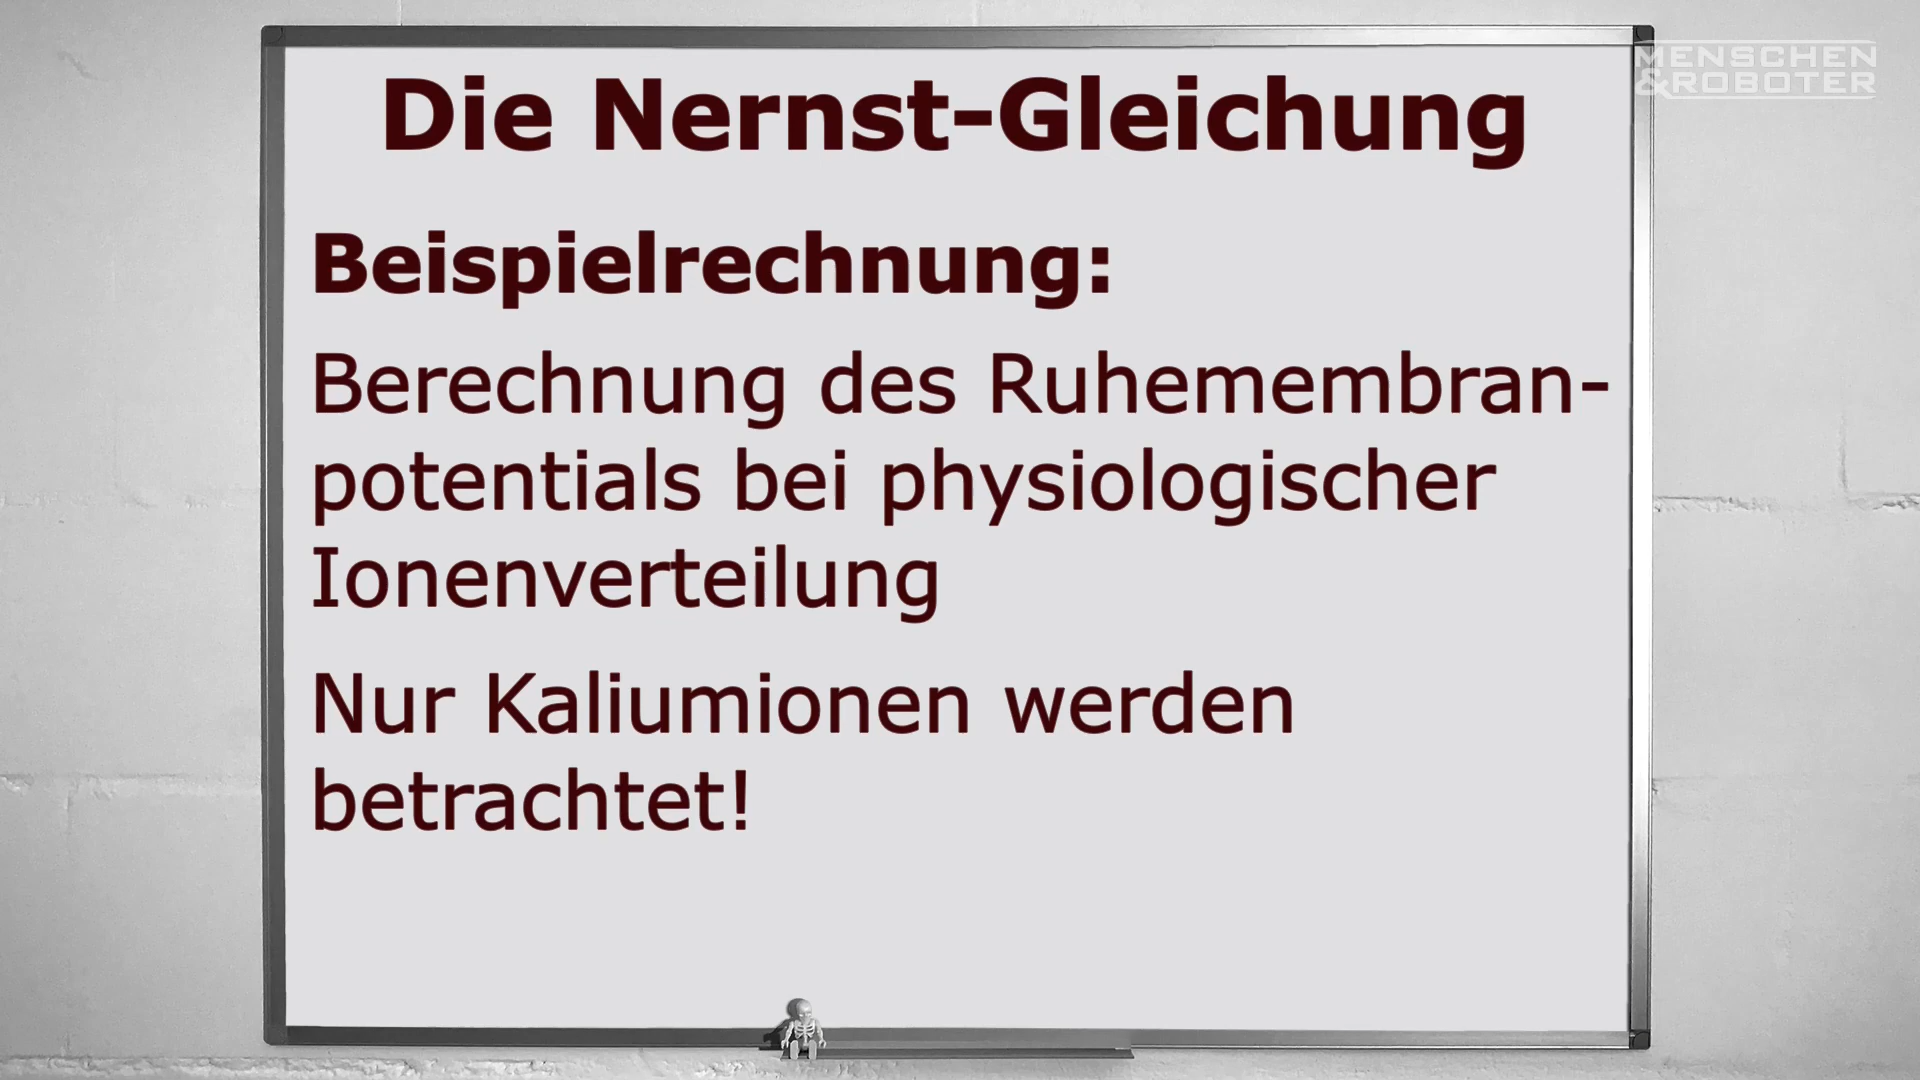 MENSCHEN
&ROBOTER
Die Nernst-Gleichung
Beispielrechnung:
Berechnung des Ruhemembran-
potentials bei physiologischer
Ionenverteilung
Nur Kaliumionen werden
betrachtet!